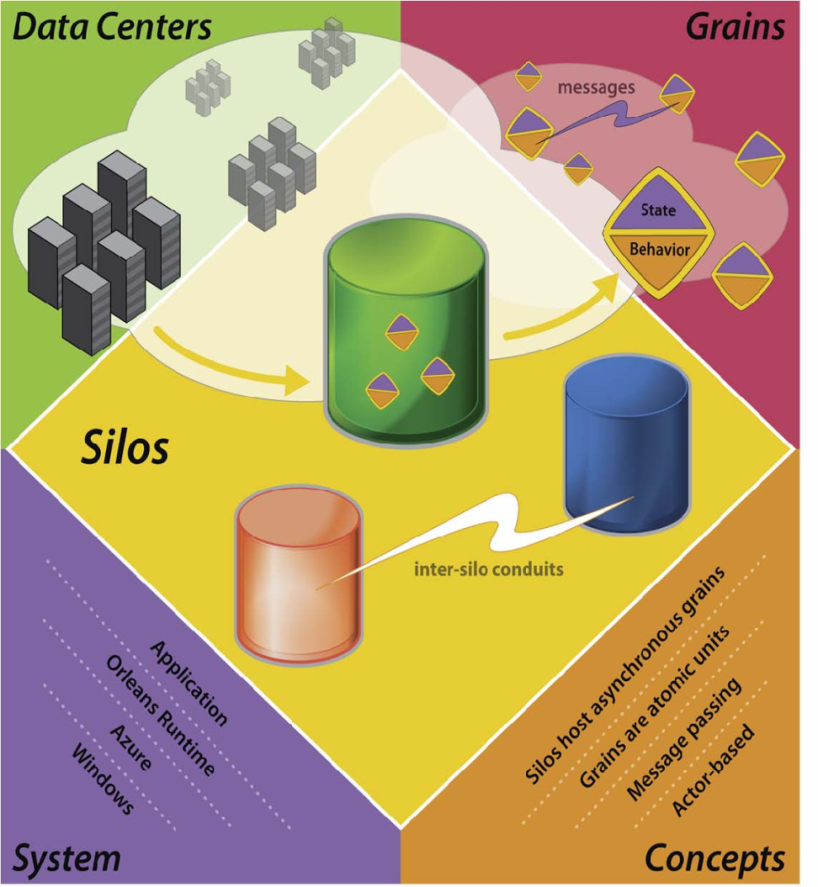 Data Centers
Grains
messages
State
Behavior
Silos
inter-silo conduits
Application
Orleans Runtime
Azure
Windows
Silos host asynchronous grains
Grains are atomic units
Message passing
Actor-based
System
Concepts